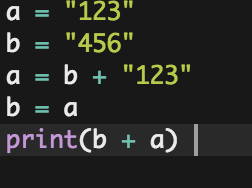 a = "123"
b = "456"
a = b + "123"
b = a
print(b + a)